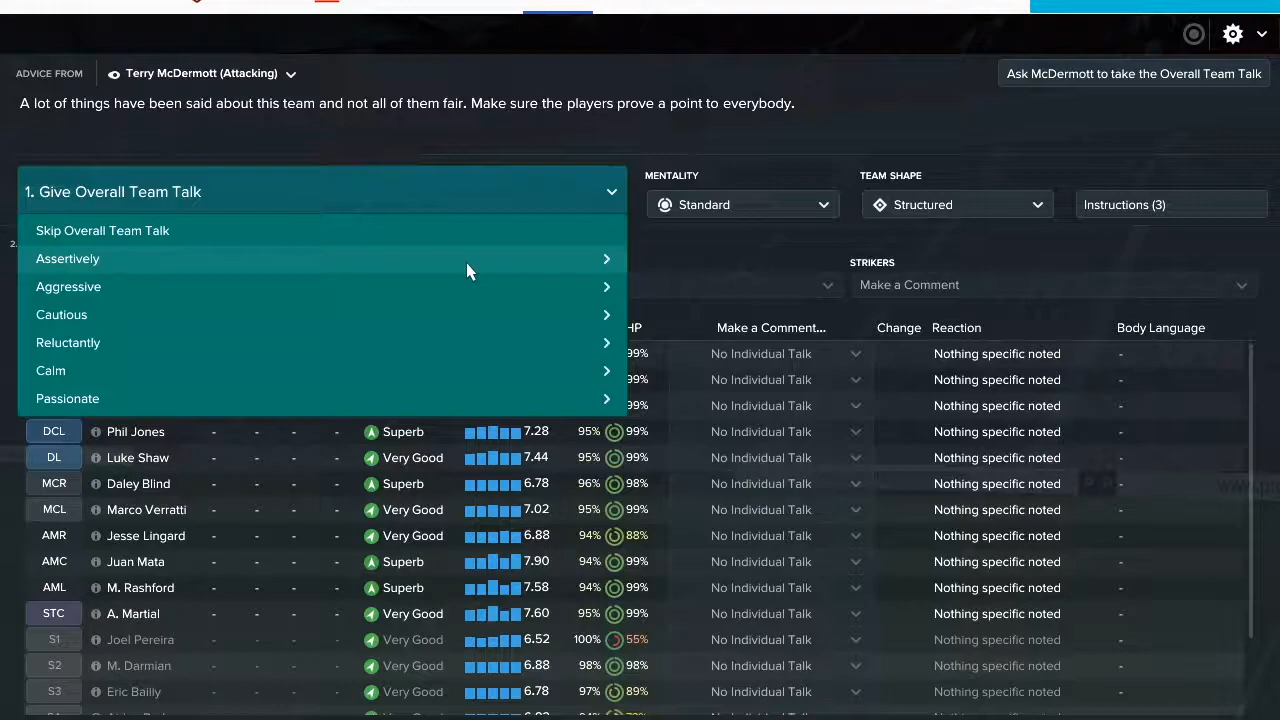 ADVICE FROM Terry McDermott (Attacking) Ask McDermott to take the Overall Team Talk
A lot of things have been said about this team and not all of them fair. Make sure the players prove a point to everybody.
MENTALITY TEAM SHAPE
1. Give Overall Team Talk Standard Structured Instructions (3)
Skip Overall Team Talk
2.
Assertively STRIKERS
Aggressive Make a Comment
Cautious
HP Make a Comment... Change Reaction Body Language
Reluctantly
99% No Individual Talk Nothing specific noted -
Calm
99% No Individual Talk Nothing specific noted -
Passionate
99% No Individual Talk Nothing specific noted -
DCL Phil Jones - - - - Superb 7.28 95% 99% No Individual Talk Nothing specific noted -
DL Luke Shaw - - - - Very Good 7.44 95% 99% No Individual Talk Nothing specific noted -
MCR Daley Blind - - - - Superb 6.78 96% 98% No Individual Talk Nothing specific noted -
MCL Marco Verratti - - - - Very Good 7.02 95% 99% No Individual Talk Nothing specific noted -
AMR Jesse Lingard - - - - Very Good 6.88 94% 88% No Individual Talk Nothing specific noted -
AMC Juan Mata - - - - Superb 7.90 94% 99% No Individual Talk Nothing specific noted -
AML M. Rashford - - - - Superb 7.58 94% 99% No Individual Talk Nothing specific noted -
STC A. Martial - - - - Very Good 7.60 95% 99% No Individual Talk Nothing specific noted -
S1 Joel Pereira - - - - Very Good 6.52 100% 55% No Individual Talk Nothing specific noted -
S2 M. Darmian - - - - Very Good 6.88 98% 98% No Individual Talk Nothing specific noted -
S3 Eric Bailly - - - - Very Good 6.78 97% 89% No Individual Talk Nothing specific noted -